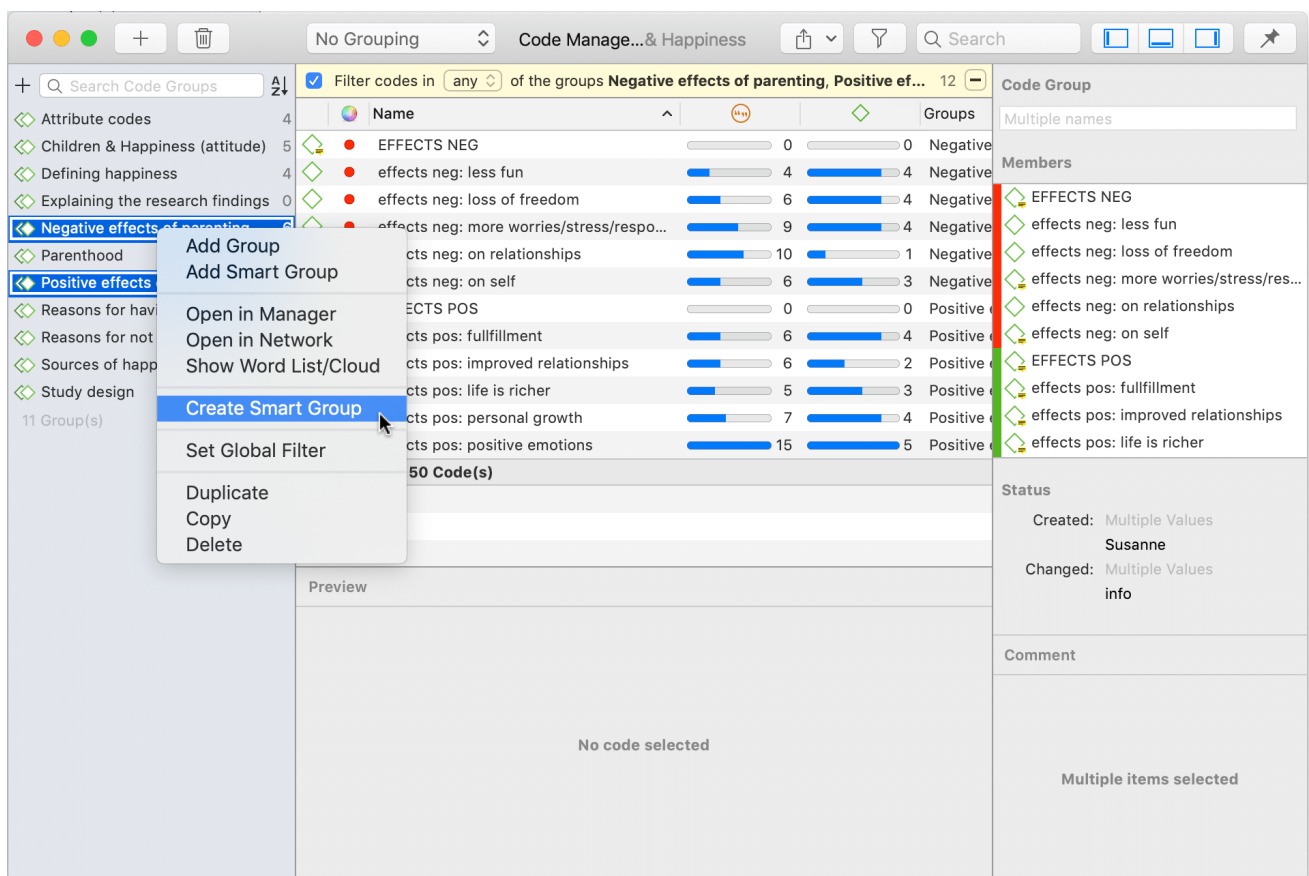 No Grouping
Code Manage...& Happiness
Search
Search Code Groups
A
Z
Attribute codes 4
Children & Happiness (attitude) 5
Defining happiness 4
Explaining the research findings 0
Negative effects of parenting 6
Parenthood
Positive effects
Reasons for havi
Reasons for not
Sources of happ
Study design
11 Group(s)
Add Group
Add Smart Group
Open in Manager
Open in Network
Show Word List/Cloud
Create Smart Group
Set Global Filter
Duplicate
Copy
Delete
Filter codes in any of the groups Negative effects of parenting, Positive ef... 12
Name Groups
EFFECTS NEG 0 0 Negative
effects neg: less fun 4 4 Negative
effects neg: loss of freedom 6 4 Negative
effects neg: more worries/stress/respo... 9 4 Negative
effects neg: on relationships 10 1 Negative
effects neg: on self 6 3 Negative
ECTS POS 0 0 Positive
cts pos: fullfillment 6 4 Positive
cts pos: improved relationships 6 2 Positive
cts pos: life is richer 5 3 Positive
cts pos: personal growth 7 4 Positive
cts pos: positive emotions 15 5 Positive
50 Code(s)
Preview
No code selected
Code Group
Multiple names
Members
EFFECTS NEG
effects neg: less fun
effects neg: loss of freedom
effects neg: more worries/stress/res...
effects neg: on relationships
effects neg: on self
EFFECTS POS
effects pos: fullfillment
effects pos: improved relationships
effects pos: life is richer
Status
Created: Multiple Values
Susanne
Changed: Multiple Values
info
Comment
Multiple items selected